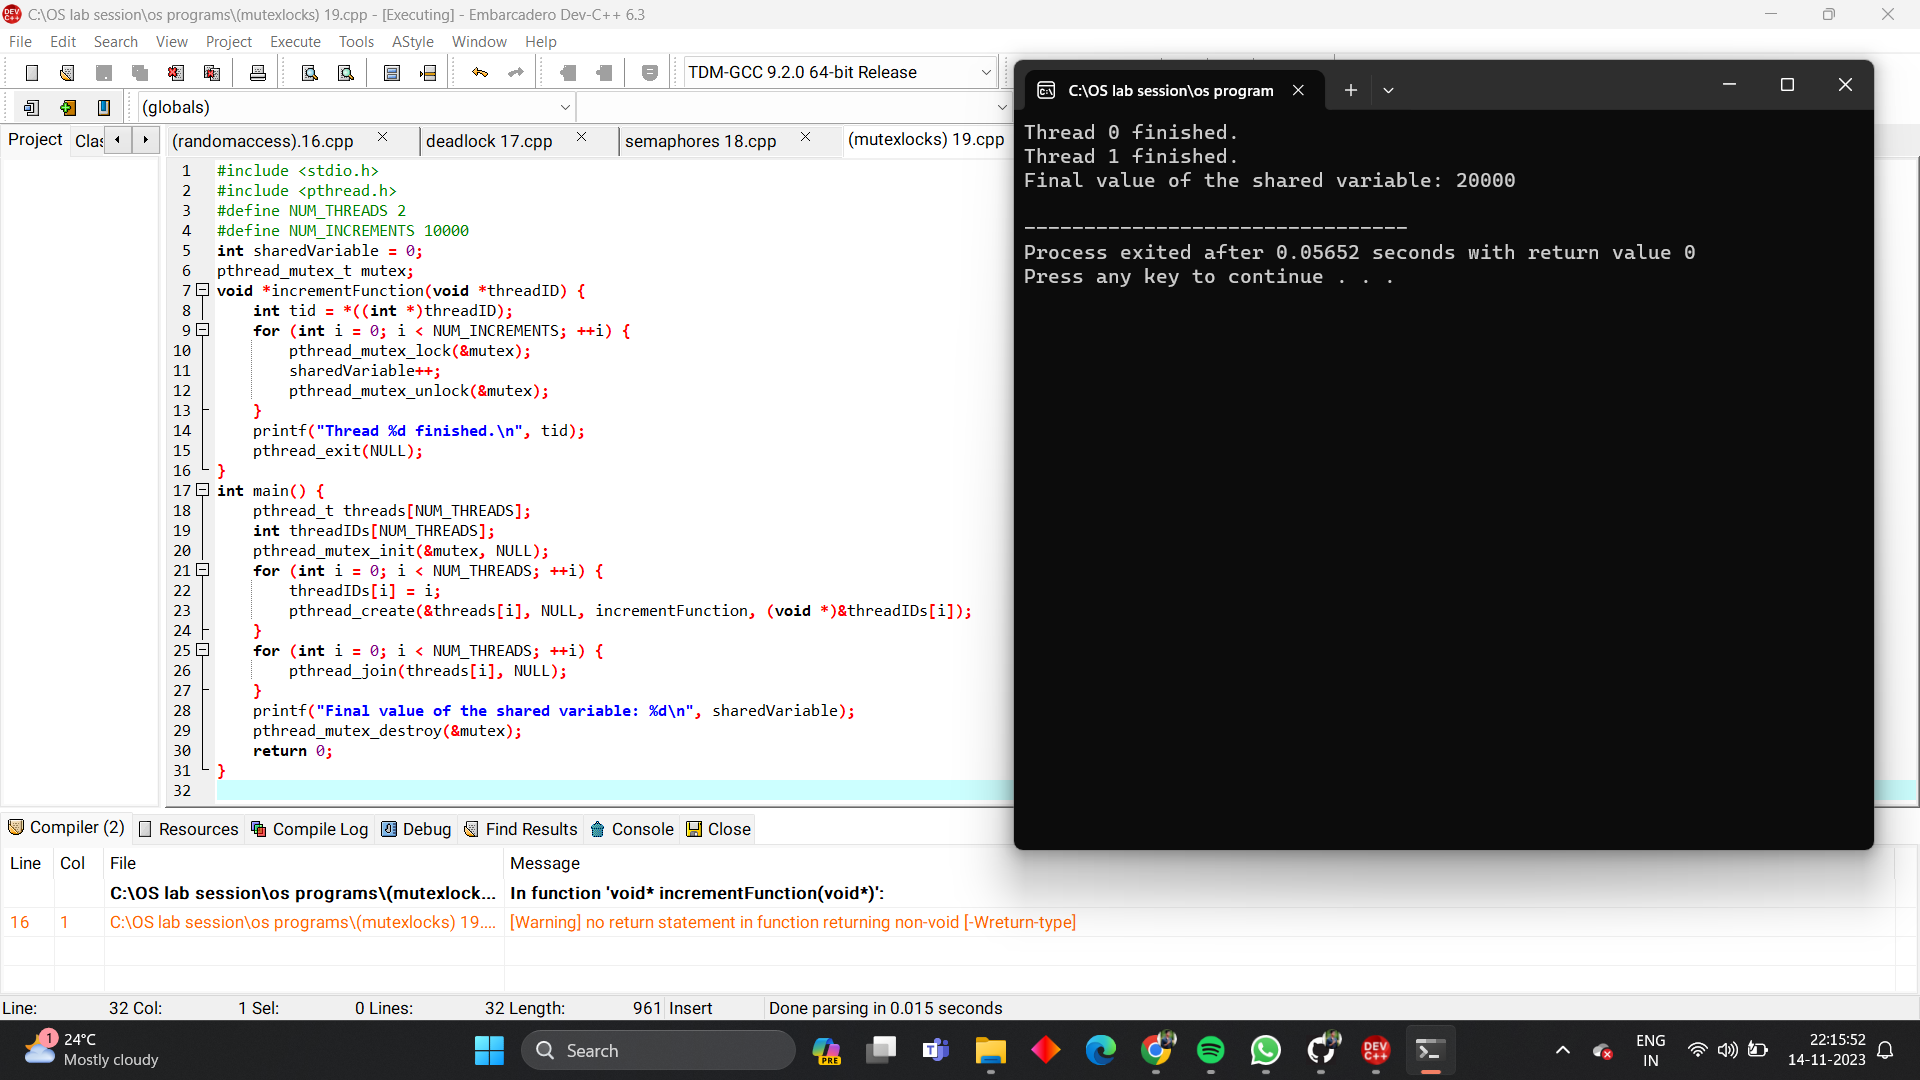 C:\OS lab session\os programs\(mutexlocks) 19.cpp - [Executing] - Embarcadero Dev-C++ 6.3
File Edit Search View Project Execute Tools AStyle Window Help
TDM-GCC 9.2.0 64-bit Release
(globals)
Project Clas
(randomaccess).16.cpp deadlock 17.cpp semaphores 18.cpp (mutexlocks) 19.cpp
1 #include <stdio.h>
2 #include <pthread.h>
3 #define NUM_THREADS 2
4 #define NUM_INCREMENTS 10000
5 int sharedVariable = 0;
6 pthread_mutex_t mutex;
7 void *incrementFunction(void *threadID) {
8 int tid = *((int *)threadID);
9 for (int i = 0; i < NUM_INCREMENTS; ++i) {
10 pthread_mutex_lock(&mutex);
11 sharedVariable++;
12 pthread_mutex_unlock(&mutex);
13 }
14 printf("Thread %d finished.\n", tid);
15 pthread_exit(NULL);
16 }
17 int main() {
18 pthread_t threads[NUM_THREADS];
19 int threadIDs[NUM_THREADS];
20 pthread_mutex_init(&mutex, NULL);
21 for (int i = 0; i < NUM_THREADS; ++i) {
22 threadIDs[i] = i;
23 pthread_create(&threads[i], NULL, incrementFunction, (void *)&threadIDs[i]);
24 }
25 for (int i = 0; i < NUM_THREADS; ++i) {
26 pthread_join(threads[i], NULL);
27 }
28 printf("Final value of the shared variable: %d\n", sharedVariable);
29 pthread_mutex_destroy(&mutex);
30 return 0;
31 }
32
C:\OS lab session\os program
Thread 0 finished.
Thread 1 finished.
Final value of the shared variable: 20000
--------------------------------
Process exited after 0.05652 seconds with return value 0
Press any key to continue . . .
Compiler (2) Resources Compile Log Debug Find Results Console Close
Line Col File Message
C:\OS lab session\os programs\(mutexlock... In function 'void* incrementFunction(void*)':
16 1 C:\OS lab session\os programs\(mutexlocks) 19.... [Warning] no return statement in function returning non-void [-Wreturn-type]
Line: 32 Col: 1 Sel: 0 Lines: 32 Length: 961 Insert Done parsing in 0.015 seconds
1
24°C
Mostly cloudy
Search
PRE
DEV C++
ENG
IN
22:15:52
14-11-2023